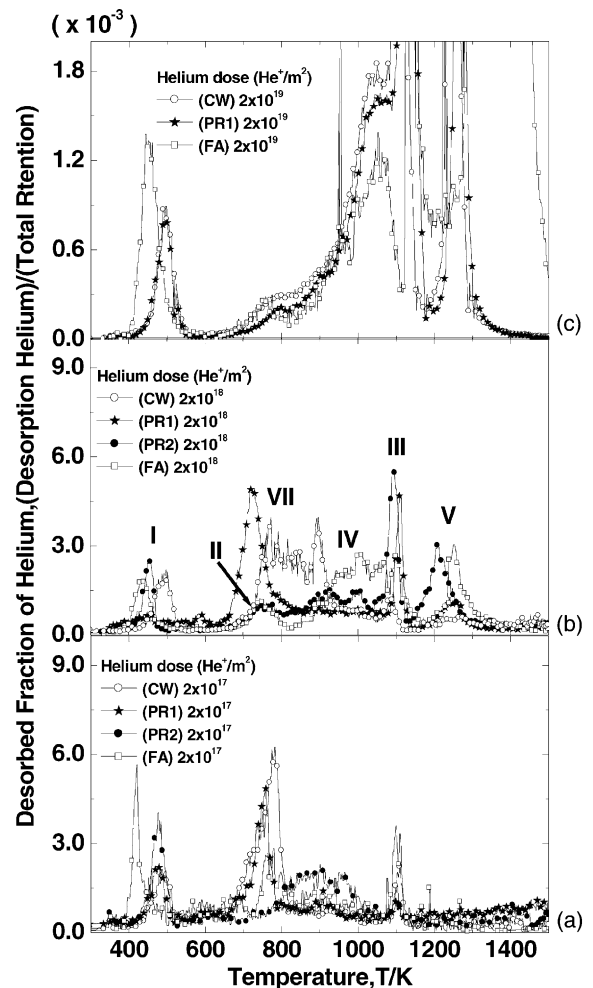 ( x 10⁻³)
Desorbed Fraction of Helium,(Desorption Helium)/(Total Rtention)
1.8
1.2
0.6
0.0
Helium dose (He⁺/m²)
(CW) 2x10¹⁹
(PR1) 2x10¹⁹
(FA) 2x10¹⁹
(c)
9.0
6.0
3.0
0.0
Helium dose (He⁺/m²)
(CW) 2x10¹⁸
(PR1) 2x10¹⁸
(PR2) 2x10¹⁸
(FA) 2x10¹⁸
I
II
VII
IV
III
V
(b)
9.0
6.0
3.0
0.0
Helium dose (He⁺/m²)
(CW) 2x10¹⁷
(PR1) 2x10¹⁷
(PR2) 2x10¹⁷
(FA) 2x10¹⁷
(a)
400 600 800 1000 1200 1400
Temperature,T/K